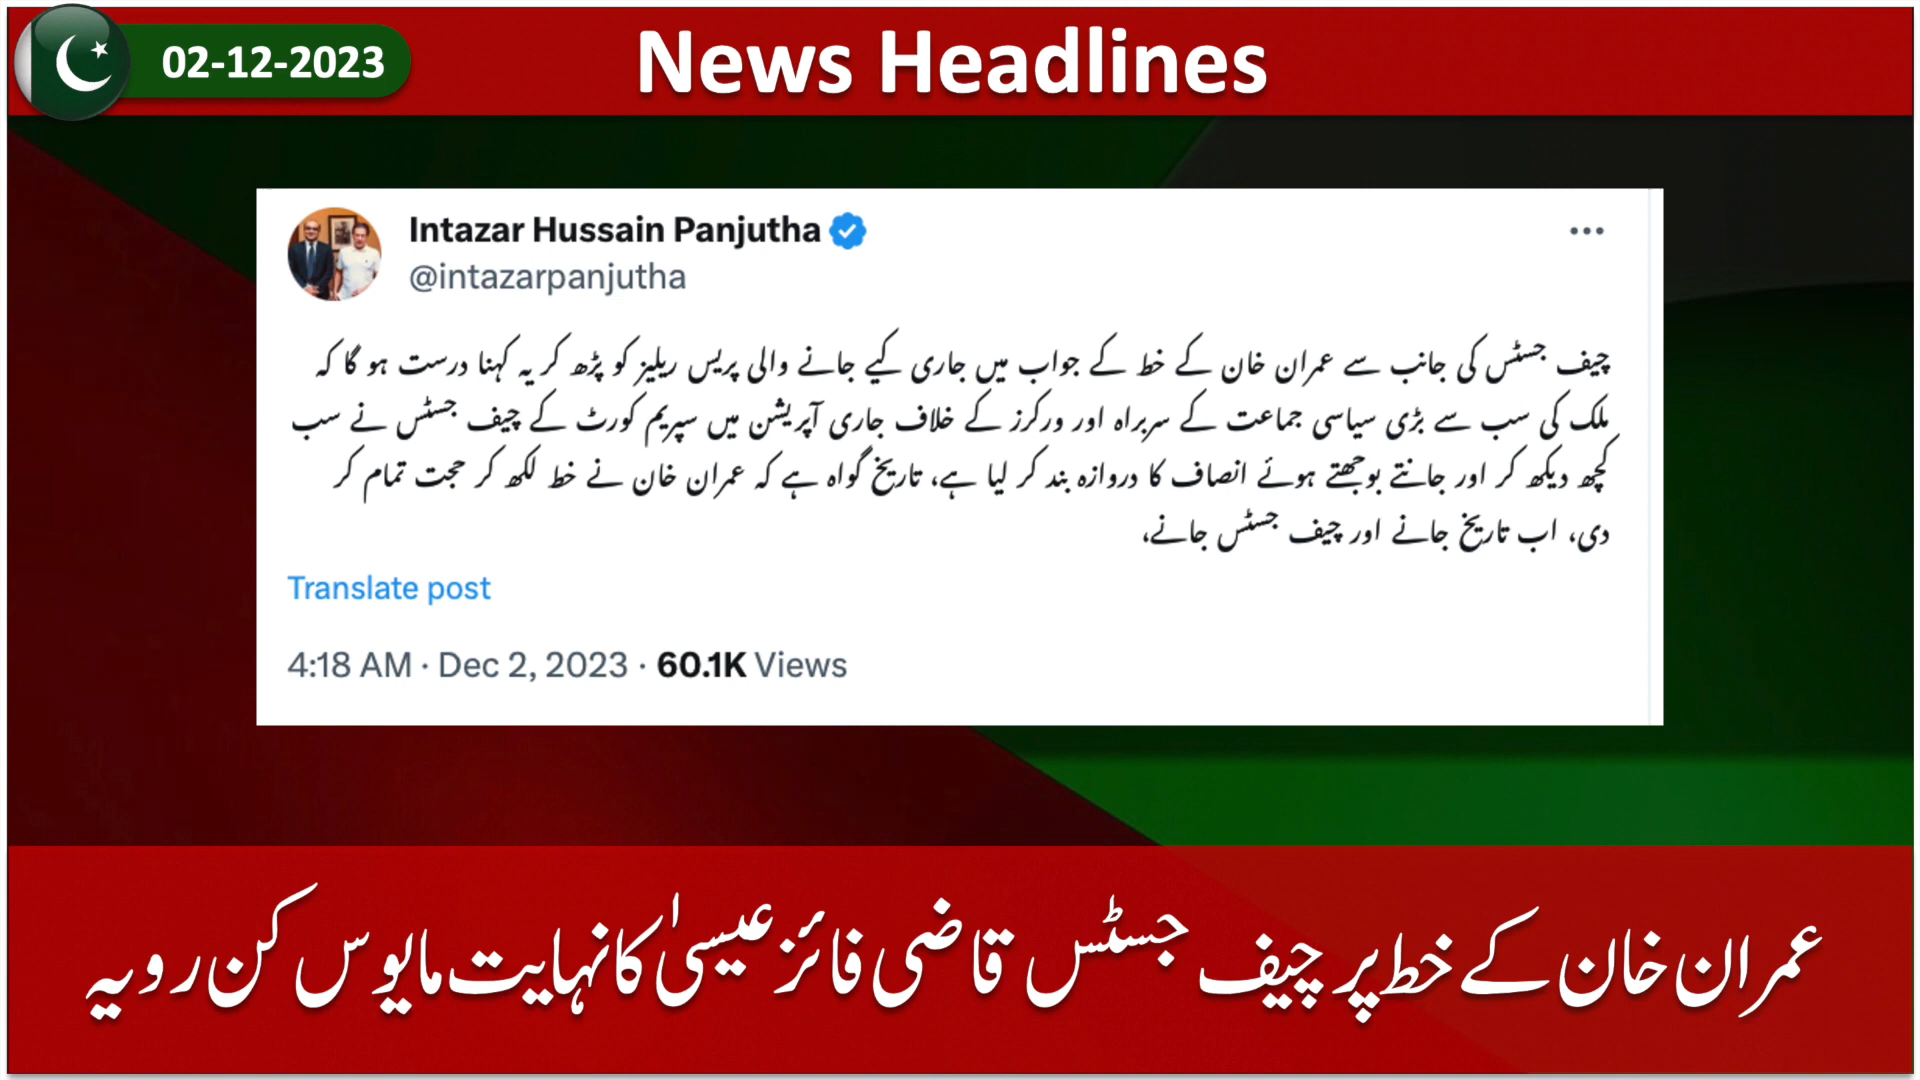 02-12-2023
News Headlines
Intazar Hussain Panjutha
@intazarpanjutha
چیف جسٹس کی جانب سے عمران خان کے خط کے جواب میں جاری کیے جانے والی پریس ریلیز کو پڑھ کر یہ کہنا درست ہو گا کہ
ملک کی سب سے بڑی سیاسی جماعت کے سربراہ اور ورکرز کے خلاف جاری آپریشن میں سپریم کورٹ کے چیف جسٹس نے سب
کچھ دیکھ کر اور جانتے بوجھتے ہوئے انصاف کا دروازہ بند کر لیا ہے، تاریخ گواہ ہے کہ عمران خان نے خط لکھ کر حجت تمام کر
دی، اب تاریخ جانے اور چیف جسٹس جانے،
Translate post
4:18 AM · Dec 2, 2023 · 60.1K Views
عمران خان کے خط پر چیف جسٹس قاضی فائز عیسیٰ کا نہایت مایوس کن رویہ